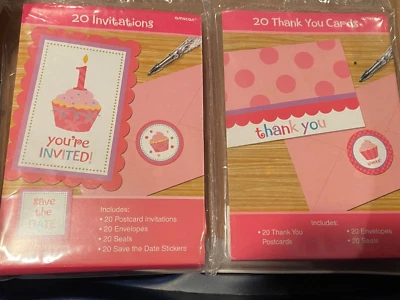 20 Invitations
amscan
1
you're
INVITED!
save
the
DATE
Includes:
• 20 Postcard Invitations
• 20 Envelopes
• 20 Seals
• 20 Save the Date Stickers
20 Thank You Cards
thank you
Includes:
• 20 Thank You
Postcards
• 20 Envelopes
• 20 Seals